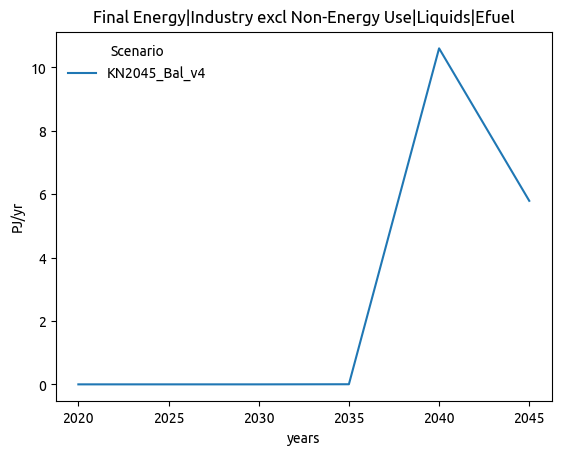 Final Energy|Industry excl Non-Energy Use|Liquids|Efuel
Scenario
KN2045_Bal_v4
10
8
6
4
2
0
PJ/yr
2020 2025 2030 2035 2040 2045
years